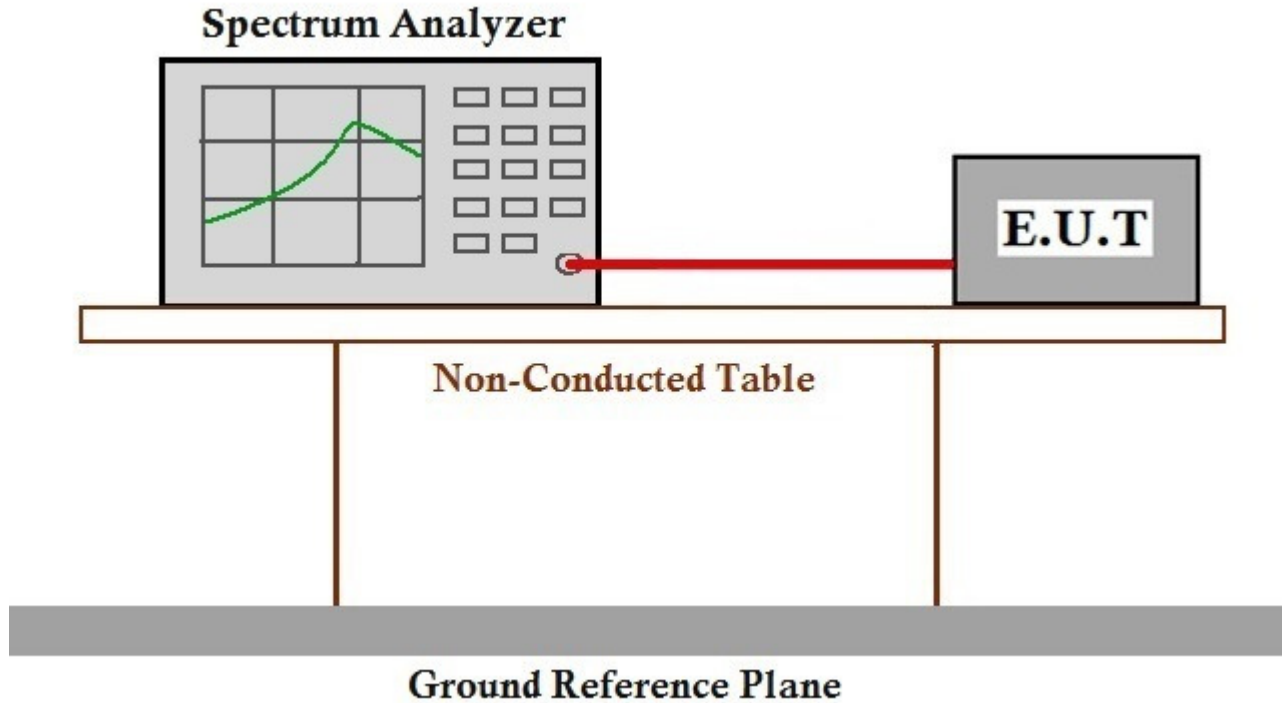 Spectrum Analyzer
E.U.T
Non-Conducted Table
Ground Reference Plane